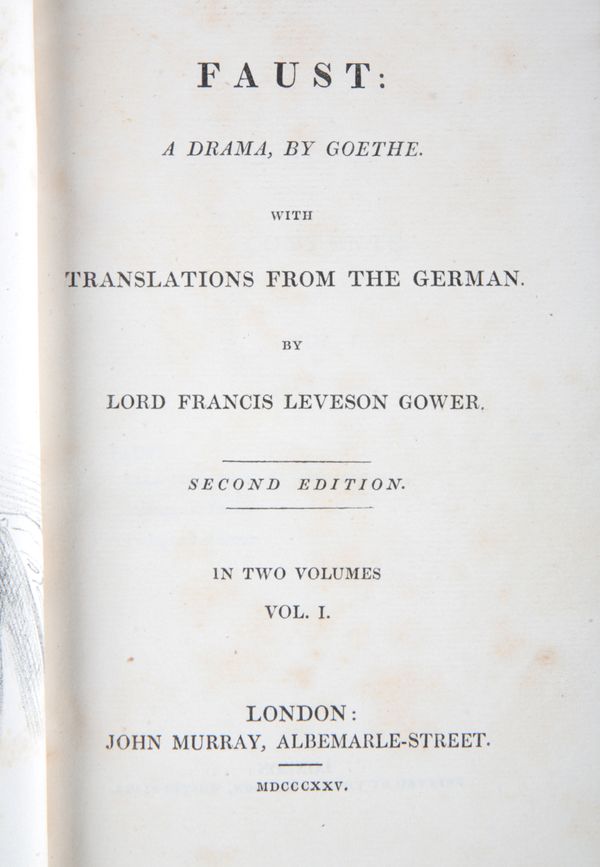 FAUST:
A DRAMA, BY GOETHE.
WITH
TRANSLATIONS FROM THE GERMAN.
BY
LORD FRANCIS LEVESON GOWER.
SECOND EDITION.
IN TWO VOLUMES
VOL. I.
LONDON:
JOHN MURRAY, ALBEMARLE-STREET.
MDCCCXXV.